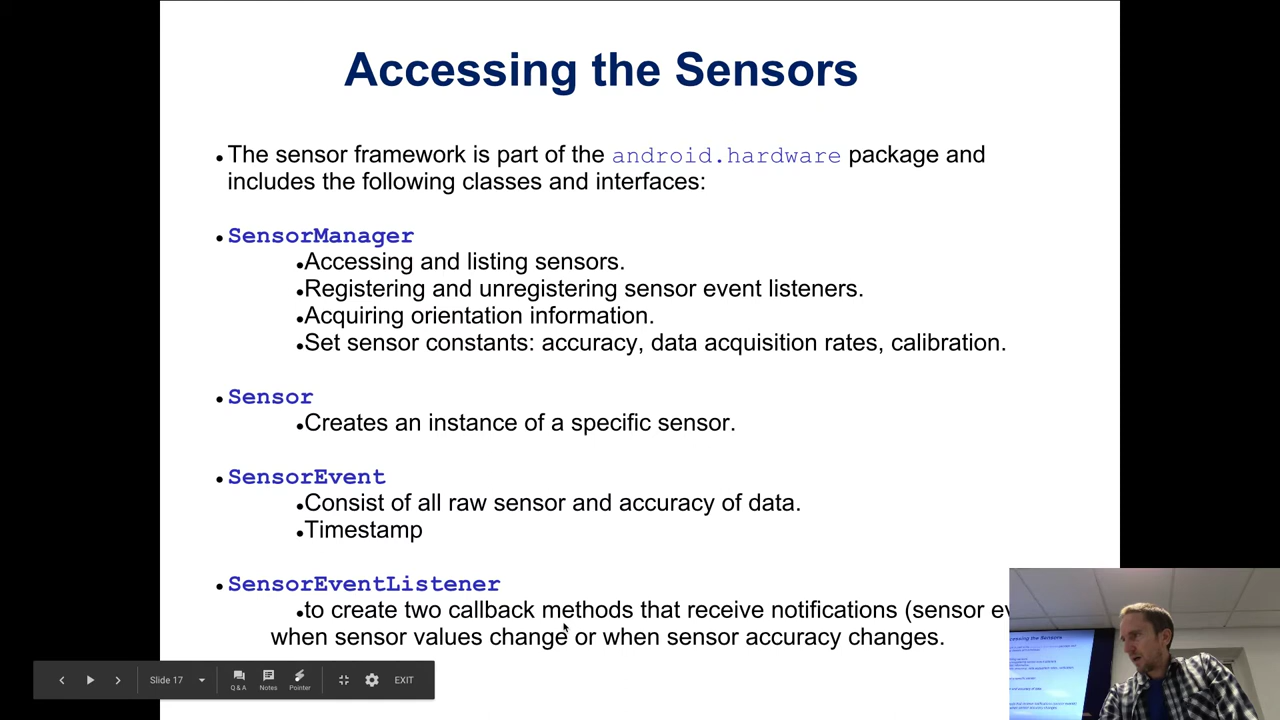 Accessing the Sensors
•The sensor framework is part of the android.hardware package and
includes the following classes and interfaces:
•SensorManager
•Accessing and listing sensors.
•Registering and unregistering sensor event listeners.
•Acquiring orientation information.
•Set sensor constants: accuracy, data acquisition rates, calibration.
•Sensor
•Creates an instance of a specific sensor.
•SensorEvent
•Consist of all raw sensor and accuracy of data.
•Timestamp
•SensorEventListener
•to create two callback methods that receive notifications (sensor ev
when sensor values change or when sensor accuracy changes.
Slide 17
Q&A
Notes
Pointer
EXIT
Accessing the Sensors